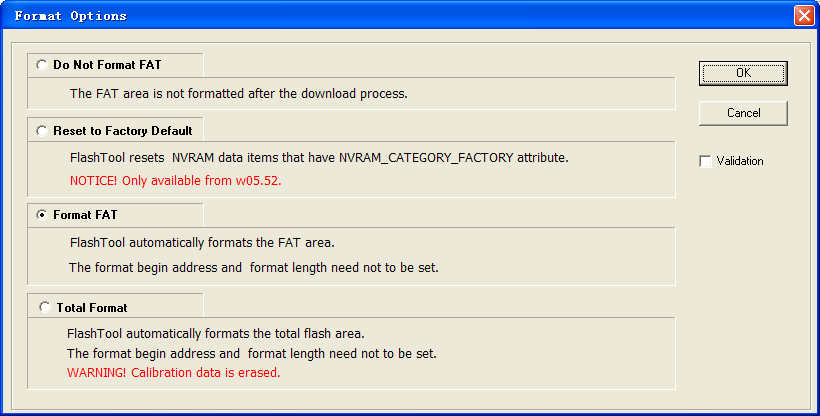 Format Options
Do Not Format FAT
The FAT area is not formatted after the download process.
Reset to Factory Default
FlashTool resets  NVRAM data items that have NVRAM_CATEGORY_FACTORY attribute.
NOTICE! Only available from w05.52.
Format FAT
FlashTool automatically formats the FAT area.
The format begin address and  format length need not to be set.
Total Format
FlashTool automatically formats the total flash area.
The format begin address and  format length need not to be set.
WARNING! Calibration data is erased.
OK
Cancel
Validation